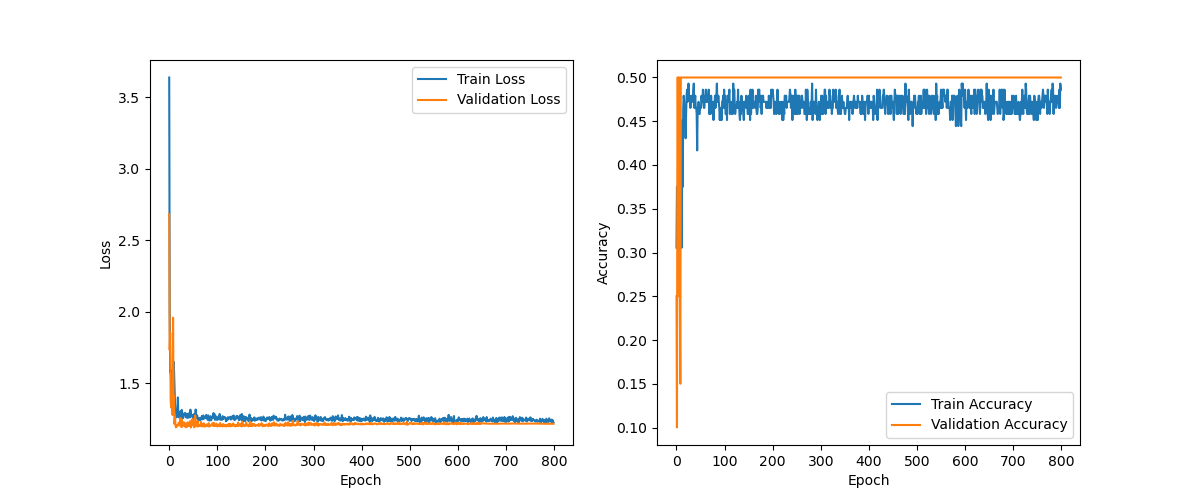 Train Loss
Validation Loss
3.5
3.0
2.5
2.0
1.5
Loss
0 100 200 300 400 500 600 700 800
Epoch
0.50
0.45
0.40
0.35
0.30
0.25
0.20
0.15
0.10
Accuracy
Train Accuracy
Validation Accuracy
0 100 200 300 400 500 600 700 800
Epoch